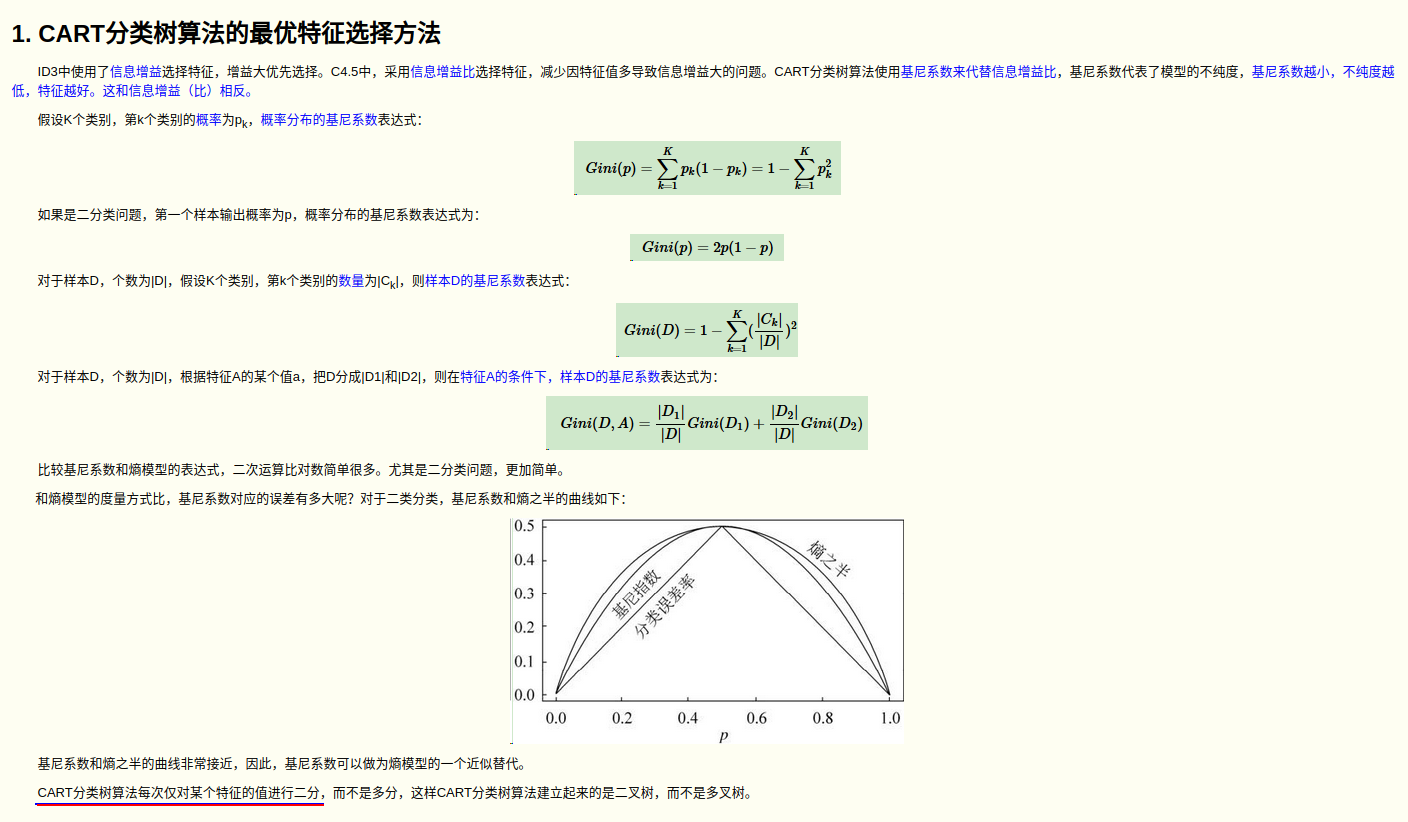 1. CART分类树算法的最优特征选择方法
ID3中使用了信息增益选择特征，增益大优先选择。C4.5中，采用信息增益比选择特征，减少因特征值多导致信息增益大的问题。CART分类树算法使用基尼系数来代替信息增益比，基尼系数代表了模型的不纯度，基尼系数越小，不纯度越
低，特征越好。这和信息增益（比）相反。
假设K个类别，第k个类别的概率为pk，概率分布的基尼系数表达式：
Gini(p) = ∑_{k=1}^{K} p_k(1 − p_k) = 1 − ∑_{k=1}^{K} p_k^2
如果是二分类问题，第一个样本输出概率为p，概率分布的基尼系数表达式为：
Gini(p) = 2p(1 − p)
对于样本D，个数为|D|，假设K个类别，第k个类别的数量为|Ck|，则样本D的基尼系数表达式：
Gini(D) = 1 − ∑_{k=1}^{K} (|C_k|/|D|)^2
对于样本D，个数为|D|，根据特征A的某个值a，把D分成|D1|和|D2|，则在特征A的条件下，样本D的基尼系数表达式为：
Gini(D, A) = |D_1|/|D| Gini(D_1) + |D_2|/|D| Gini(D_2)
比较基尼系数和熵模型的表达式，二次运算比对数简单很多。尤其是二分类问题，更加简单。
和熵模型的度量方式比，基尼系数对应的误差有多大呢？对于二类分类，基尼系数和熵之半的曲线如下：
0.5
0.4
0.3
0.2
0.1
0.0
熵之半
基尼指数
分类误差率
0.0 0.2 0.4 0.6 0.8 1.0
p
基尼系数和熵之半的曲线非常接近，因此，基尼系数可以做为熵模型的一个近似替代。
CART分类树算法每次仅对某个特征的值进行二分，而不是多分，这样CART分类树算法建立起来的是二叉树，而不是多叉树。